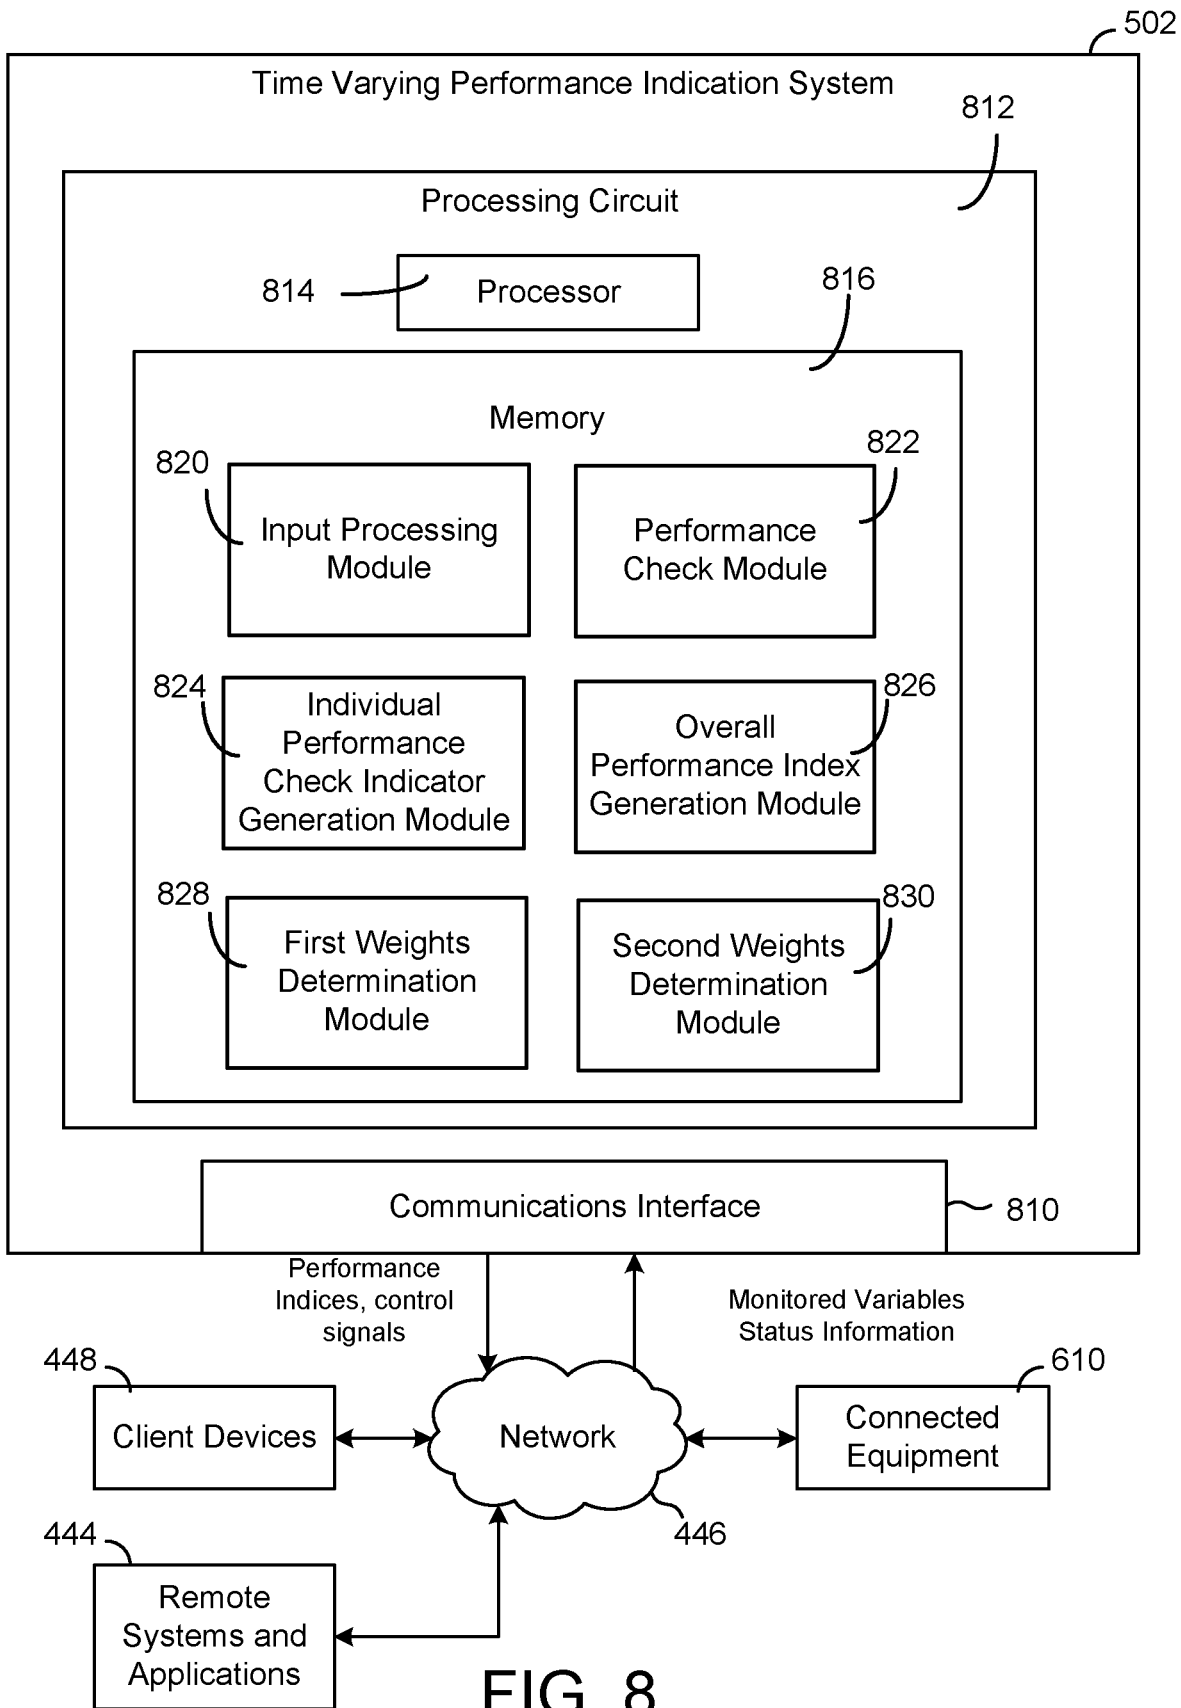 502
Time Varying Performance Indication System
812
Processing Circuit
814
Processor
816
Memory
820
Input Processing
Module
822
Performance
Check Module
824
Individual
Performance
Check Indicator
Generation Module
826
Overall
Performance Index
Generation Module
828
First Weights
Determination
Module
830
Second Weights
Determination
Module
Communications Interface
810
Performance
Indices, control
signals
Monitored Variables
Status Information
448
Client Devices
Network
446
610
Connected
Equipment
444
Remote
Systems and
Applications
FIG. 8